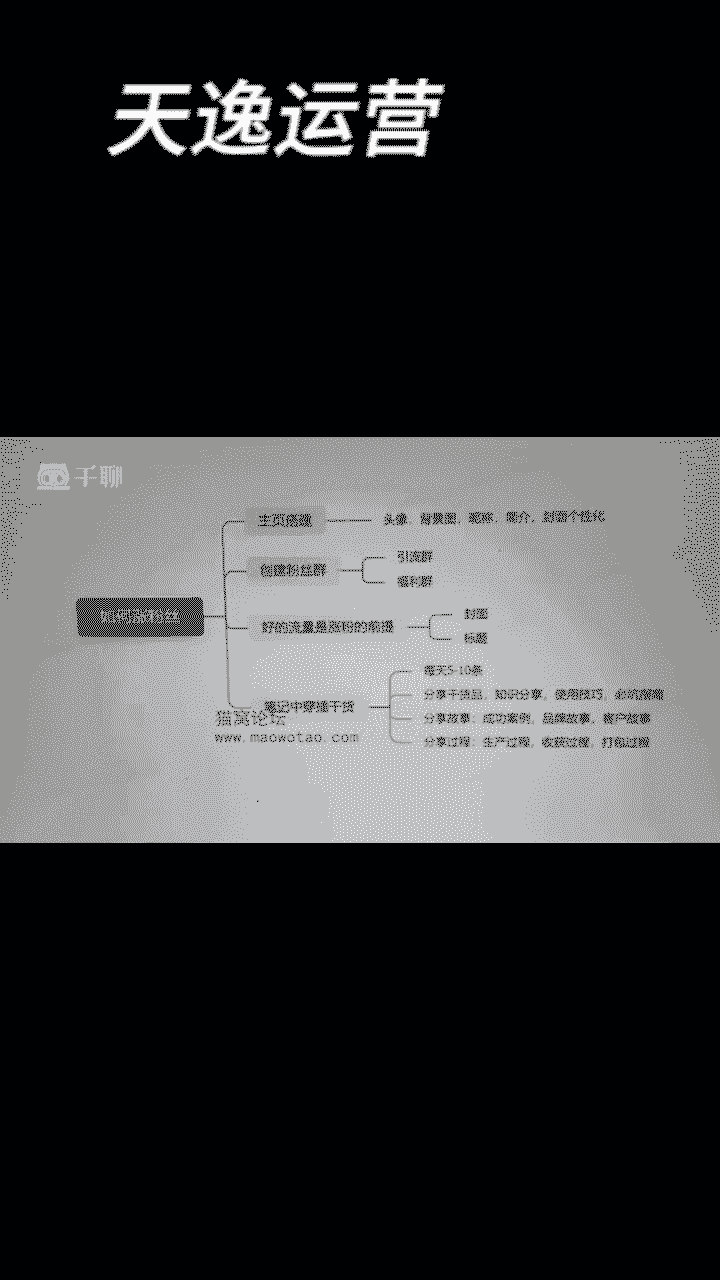 天逸运营
千聊
主页搭建
头像、背景图、昵称、简介、封面个性化
创建粉丝群
引流群
福利群
如何涨粉丝
好的流量是涨粉的前提
封面
标题
笔记中穿插干货
每天5-10条
分享干货品、知识分享、使用技巧、必坑指南
分享故事：成功案例、品牌故事、客户故事
分享过程：生产过程、收获过程、打包过程
猫窝论坛
www.maowotao.com